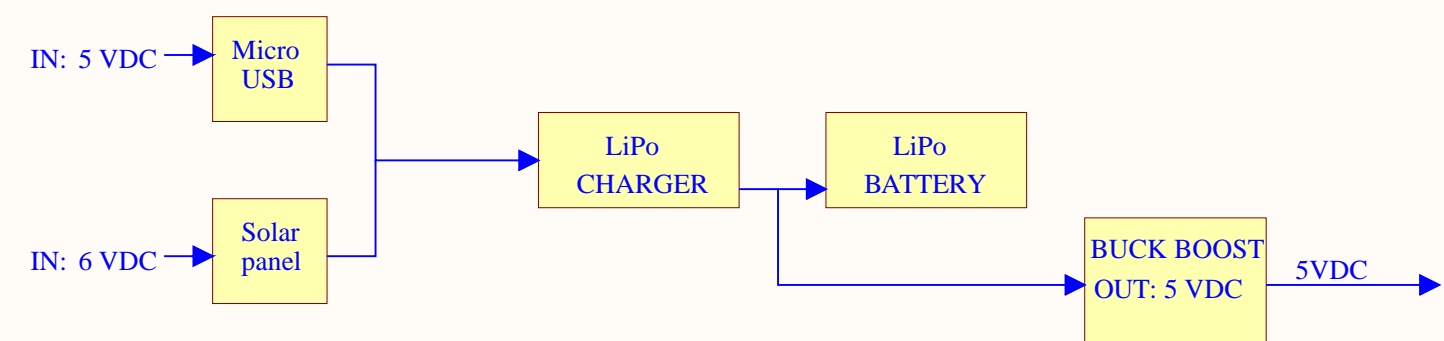 IN: 5 VDC
Micro
USB
LiPo
CHARGER
LiPo
BATTERY
IN: 6 VDC
Solar
panel
BUCK BOOST
OUT: 5 VDC
5VDC